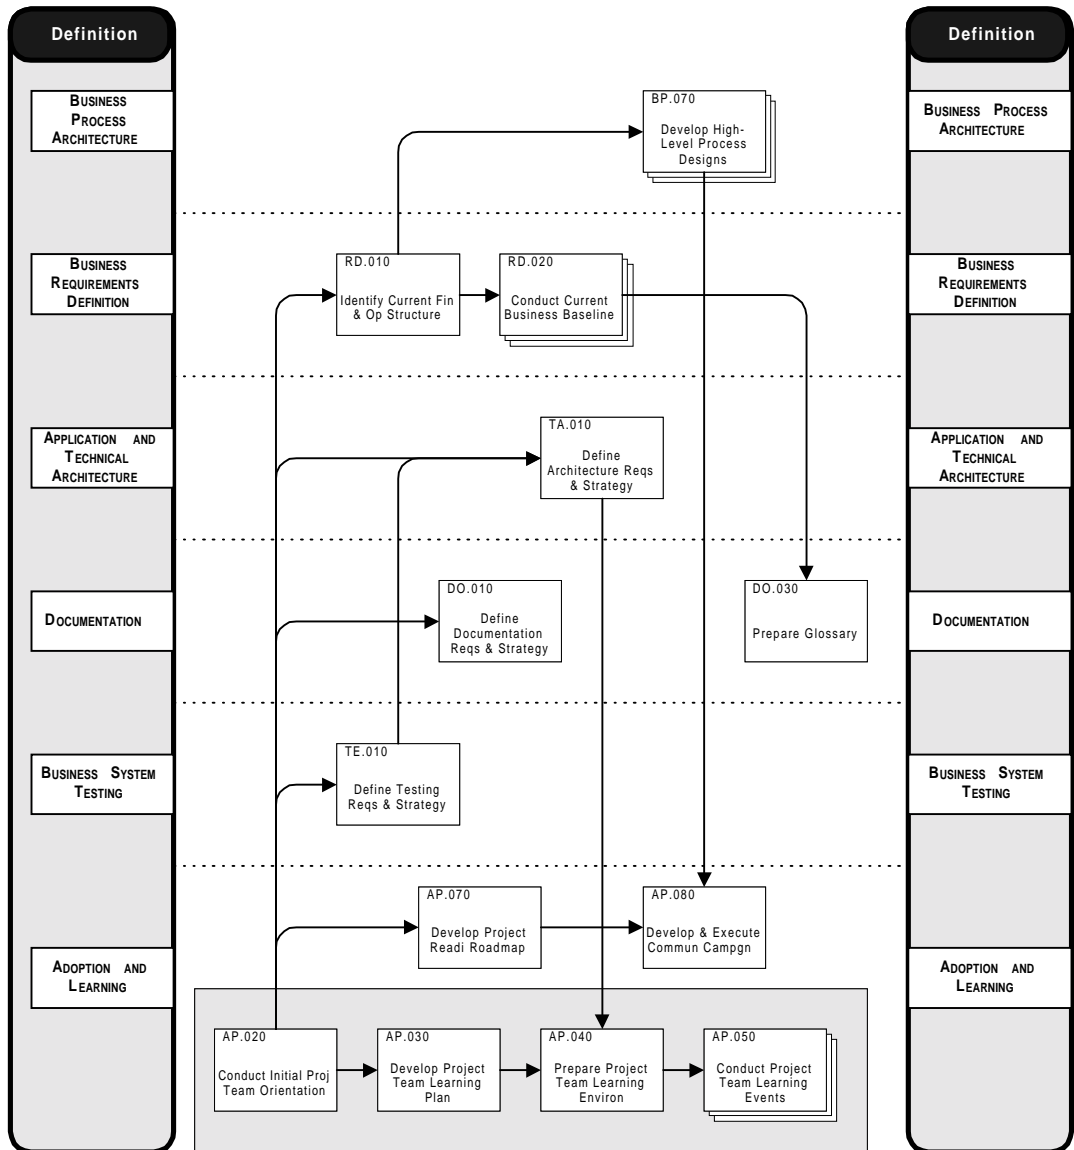 Definition
Definition
BUSINESS
PROCESS
ARCHITECTURE
BP.070
Develop High-
Level Process
Designs
BUSINESS PROCESS
ARCHITECTURE
BUSINESS
REQUIREMENTS
DEFINITION
RD.010
Identify Current Fin
& Op Structure
RD.020
Conduct Current
Business Baseline
BUSINESS
REQUIREMENTS
DEFINITION
APPLICATION AND
TECHNICAL
ARCHITECTURE
TA.010
Define
Architecture Reqs
& Strategy
APPLICATION AND
TECHNICAL
ARCHITECTURE
DOCUMENTATION
DO.010
Define
Documentation
Reqs & Strategy
DO.030
Prepare Glossary
DOCUMENTATION
BUSINESS SYSTEM
TESTING
TE.010
Define Testing
Reqs & Strategy
BUSINESS SYSTEM
TESTING
ADOPTION AND
LEARNING
AP.070
Develop Project
Readi Roadmap
AP.080
Develop & Execute
Commun Campgn
ADOPTION AND
LEARNING
AP.020
Conduct Initial Proj
Team Orientation
AP.030
Develop Project
Team Learning
Plan
AP.040
Prepare Project
Team Learning
Environ
AP.050
Conduct Project
Team Learning
Events